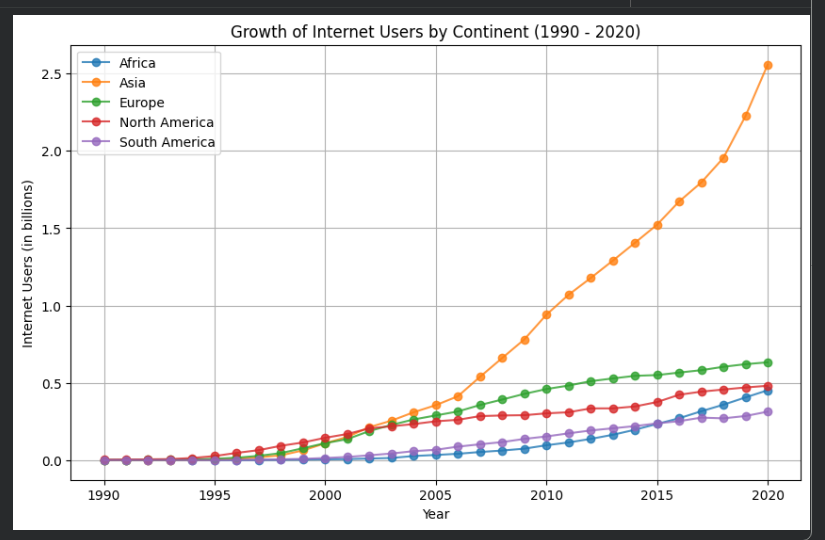 Growth of Internet Users by Continent (1990 - 2020)
Africa
Asia
Europe
North America
South America
2.5
2.0
1.5
1.0
0.5
0.0
Internet Users (in billions)
1990
1995
2000
2005
2010
2015
2020
Year